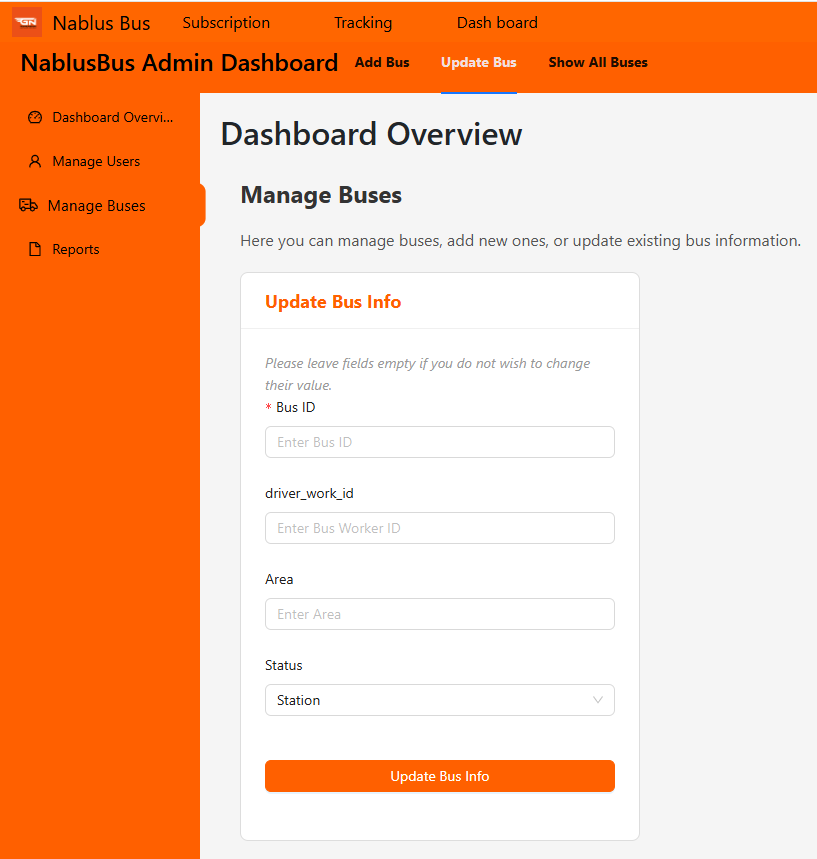 GN
Nablus Bus
Subscription
Tracking
Dash board
NablusBus Admin Dashboard
Add Bus
Update Bus
Show All Buses
Dashboard Overvi...
Manage Users
Manage Buses
Reports
Dashboard Overview
Manage Buses
Here you can manage buses, add new ones, or update existing bus information.
Update Bus Info
Please leave fields empty if you do not wish to change
their value.
* Bus ID
Enter Bus ID
driver_work_id
Enter Bus Worker ID
Area
Enter Area
Status
Station
Update Bus Info